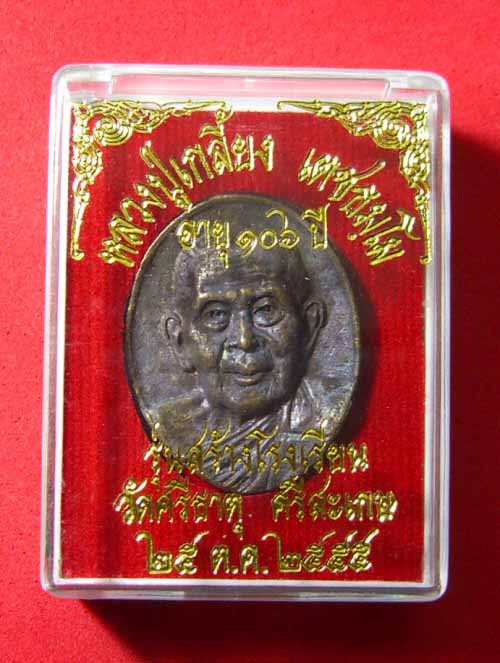 หลวงปู่เกลี้ยง เตชธมฺโม
อายุ ๑๐๖ ปี
รุ่นสร้างโรงเรียน
วัดศรีธาตุ ศรีสะเกษ
๒๕ ต.ค. ๒๕๕๕